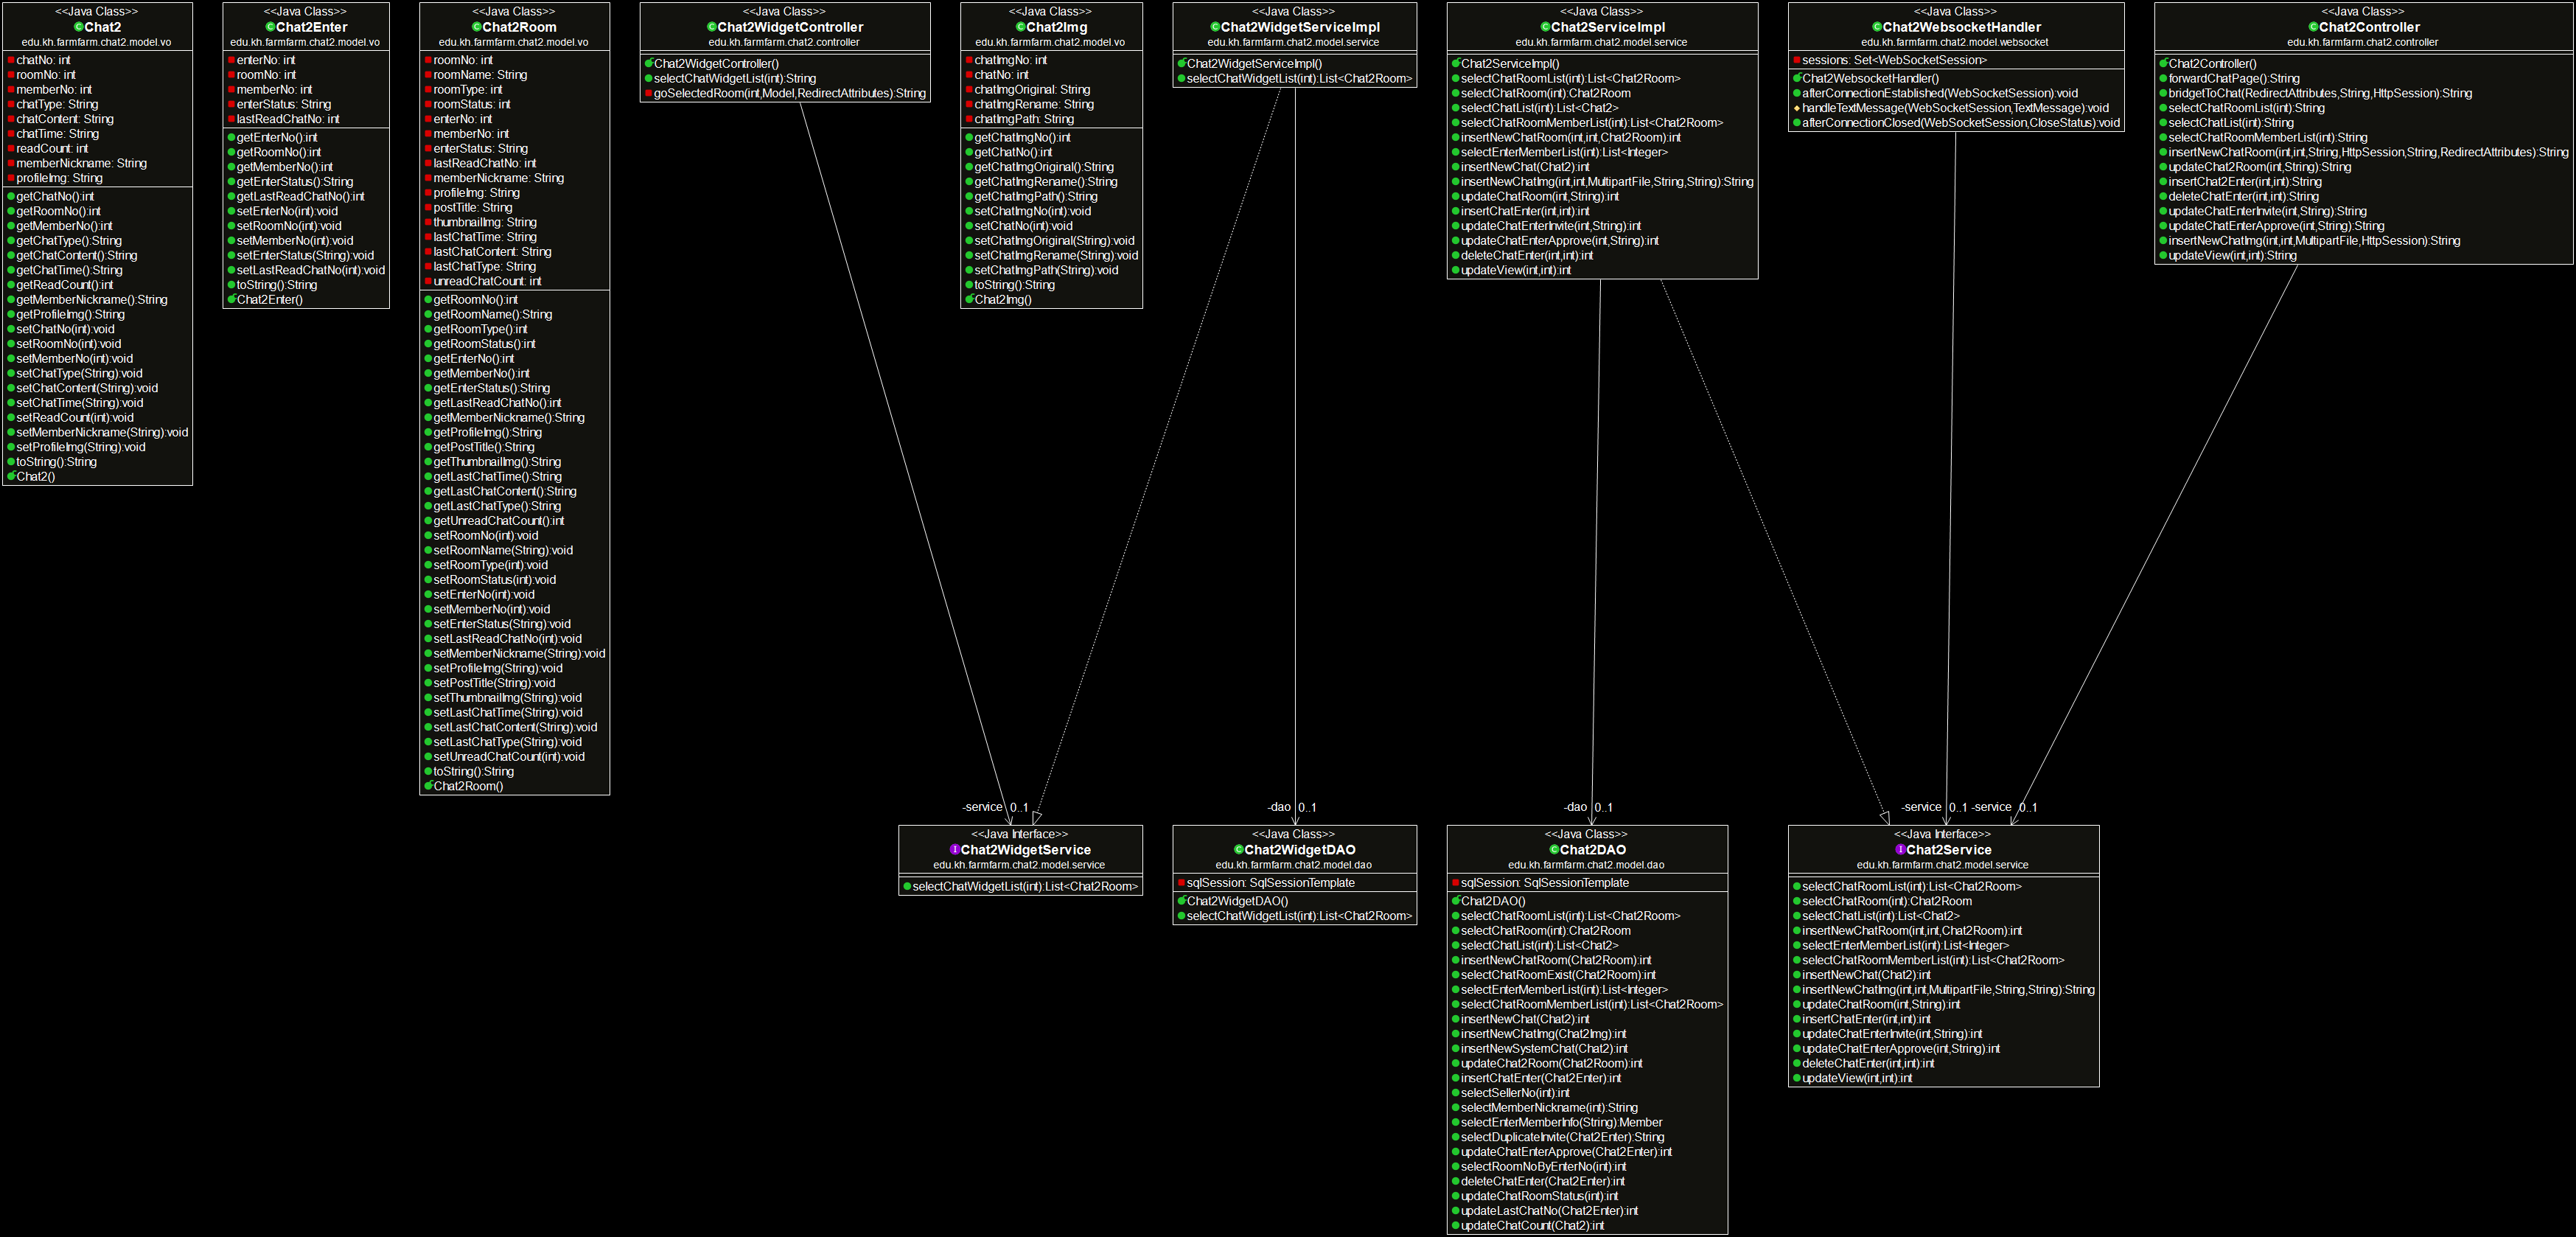 <<Java Class>>
Chat2
edu.kh.farmfarm.chat2.model.vo
chatNo: int
roomNo: int
memberNo: int
chatType: String
chatContent: String
chatTime: String
readCount: int
memberNickname: String
profileImg: String
getChatNo():int
getRoomNo():int
getMemberNo():int
getChatType():String
getChatContent():String
getChatTime():String
getReadCount():int
getMemberNickname():String
getProfileImg():String
setChatNo(int):void
setRoomNo(int):void
setMemberNo(int):void
setChatType(String):void
setChatContent(String):void
setChatTime(String):void
setReadCount(int):void
setMemberNickname(String):void
setProfileImg(String):void
toString():String
Chat2()
<<Java Class>>
Chat2Enter
edu.kh.farmfarm.chat2.model.vo
enterNo: int
roomNo: int
memberNo: int
enterStatus: String
lastReadChatNo: int
getEnterNo():int
getRoomNo():int
getMemberNo():int
getEnterStatus():String
getLastReadChatNo():int
setEnterNo(int):void
setRoomNo(int):void
setMemberNo(int):void
setEnterStatus(String):void
setLastReadChatNo(int):void
toString():String
Chat2Enter()
<<Java Class>>
Chat2Room
edu.kh.farmfarm.chat2.model.vo
roomNo: int
roomName: String
roomType: int
roomStatus: int
enterNo: int
memberNo: int
enterStatus: String
lastReadChatNo: int
memberNickname: String
profileImg: String
postTitle: String
thumbnailImg: String
lastChatTime: String
lastChatContent: String
lastChatType: String
unreadChatCount: int
getRoomNo():int
getRoomName():String
getRoomType():int
getRoomStatus():int
getEnterNo():int
getMemberNo():int
getEnterStatus():String
getLastReadChatNo():int
getMemberNickname():String
getProfileImg():String
getPostTitle():String
getThumbnailImg():String
getLastChatTime():String
getLastChatContent():String
getLastChatType():String
getUnreadChatCount():int
setRoomNo(int):void
setRoomName(String):void
setRoomType(int):void
setRoomStatus(int):void
setEnterNo(int):void
setMemberNo(int):void
setEnterStatus(String):void
setLastReadChatNo(int):void
setMemberNickname(String):void
setProfileImg(String):void
setPostTitle(String):void
setThumbnailImg(String):void
setLastChatTime(String):void
setLastChatContent(String):void
setLastChatType(String):void
setUnreadChatCount(int):void
toString():String
Chat2Room()
<<Java Class>>
Chat2WidgetController
edu.kh.farmfarm.chat2.controller
Chat2WidgetController()
selectChatWidgetList(int):String
goSelectedRoom(int,Model,RedirectAttributes):String
<<Java Class>>
Chat2Img
edu.kh.farmfarm.chat2.model.vo
chatImgNo: int
chatNo: int
chatImgOriginal: String
chatImgRename: String
chatImgPath: String
getChatImgNo():int
getChatNo():int
getChatImgOriginal():String
getChatImgRename():String
getChatImgPath():String
setChatImgNo(int):void
setChatNo(int):void
setChatImgOriginal(String):void
setChatImgRename(String):void
setChatImgPath(String):void
toString():String
Chat2Img()
<<Java Class>>
Chat2WidgetServiceImpl
edu.kh.farmfarm.chat2.model.service
Chat2WidgetServiceImpl()
selectChatWidgetList(int):List<Chat2Room>
<<Java Class>>
Chat2ServiceImpl
edu.kh.farmfarm.chat2.model.service
Chat2ServiceImpl()
selectChatRoomList(int):List<Chat2Room>
selectChatRoom(int):Chat2Room
selectChatList(int):List<Chat2>
selectChatRoomMemberList(int):List<Chat2Room>
insertNewChatRoom(int,int,Chat2Room):int
selectEnterMemberList(int):List<Integer>
insertNewChat(Chat2):int
insertNewChatImg(int,int,MultipartFile,String,String):String
updateChatRoom(int,String):int
insertChatEnter(int,int):int
updateChatEnterInvite(int,String):int
updateChatEnterApprove(int,String):int
deleteChatEnter(int,int):int
updateView(int,int):int
<<Java Class>>
Chat2WebsocketHandler
edu.kh.farmfarm.chat2.model.websocket
sessions: Set<WebSocketSession>
Chat2WebsocketHandler()
afterConnectionEstablished(WebSocketSession):void
handleTextMessage(WebSocketSession,TextMessage):void
afterConnectionClosed(WebSocketSession,CloseStatus):void
<<Java Class>>
Chat2Controller
edu.kh.farmfarm.chat2.controller
Chat2Controller()
forwardChatPage():String
bridgetToChat(RedirectAttributes,String,HttpSession):String
selectChatRoomList(int):String
selectChatList(int):String
selectChatRoomMemberList(int):String
insertNewChatRoom(int,int,String,HttpSession,String,RedirectAttributes):String
updateChat2Room(int,String):String
insertChat2Enter(int,int):String
deleteChatEnter(int,int):String
updateChatEnterInvite(int,String):String
updateChatEnterApprove(int,String):String
insertNewChatImg(int,int,MultipartFile,HttpSession):String
updateView(int,int):String
-service 0..1
-dao 0..1
-dao 0..1
-service 0..1
-service 0..1
<<Java Interface>>
Chat2WidgetService
edu.kh.farmfarm.chat2.model.service
selectChatWidgetList(int):List<Chat2Room>
<<Java Class>>
Chat2WidgetDAO
edu.kh.farmfarm.chat2.model.dao
sqlSession: SqlSessionTemplate
Chat2WidgetDAO()
selectChatWidgetList(int):List<Chat2Room>
<<Java Class>>
Chat2DAO
edu.kh.farmfarm.chat2.model.dao
sqlSession: SqlSessionTemplate
Chat2DAO()
selectChatRoomList(int):List<Chat2Room>
selectChatRoom(int):Chat2Room
selectChatList(int):List<Chat2>
insertNewChatRoom(Chat2Room):int
selectChatRoomExist(Chat2Room):int
selectEnterMemberList(int):List<Integer>
selectChatRoomMemberList(int):List<Chat2Room>
insertNewChat(Chat2):int
insertNewChatImg(Chat2Img):int
insertNewSystemChat(Chat2):int
updateChat2Room(Chat2Room):int
insertChatEnter(Chat2Enter):int
selectSellerNo(int):int
selectMemberNickname(int):String
selectEnterMemberInfo(String):Member
selectDuplicateInvite(Chat2Enter):String
updateChatEnterApprove(Chat2Enter):int
selectRoomNoByEnterNo(int):int
deleteChatEnter(Chat2Enter):int
updateChatRoomStatus(int):int
updateLastChatNo(Chat2Enter):int
updateChatCount(Chat2):int
<<Java Interface>>
Chat2Service
edu.kh.farmfarm.chat2.model.service
selectChatRoomList(int):List<Chat2Room>
selectChatRoom(int):Chat2Room
selectChatList(int):List<Chat2>
insertNewChatRoom(int,int,Chat2Room):int
selectEnterMemberList(int):List<Integer>
selectChatRoomMemberList(int):List<Chat2Room>
insertNewChat(Chat2):int
insertNewChatImg(int,int,MultipartFile,String,String):String
updateChatRoom(int,String):int
insertChatEnter(int,int):int
updateChatEnterInvite(int,String):int
updateChatEnterApprove(int,String):int
deleteChatEnter(int,int):int
updateView(int,int):int